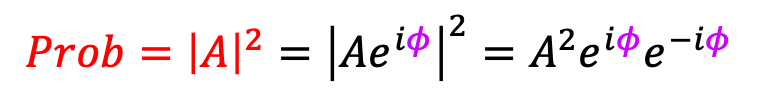 Prob = |A|² = |Ae^{iϕ}|² = A²e^{iϕ}e^{−iϕ}